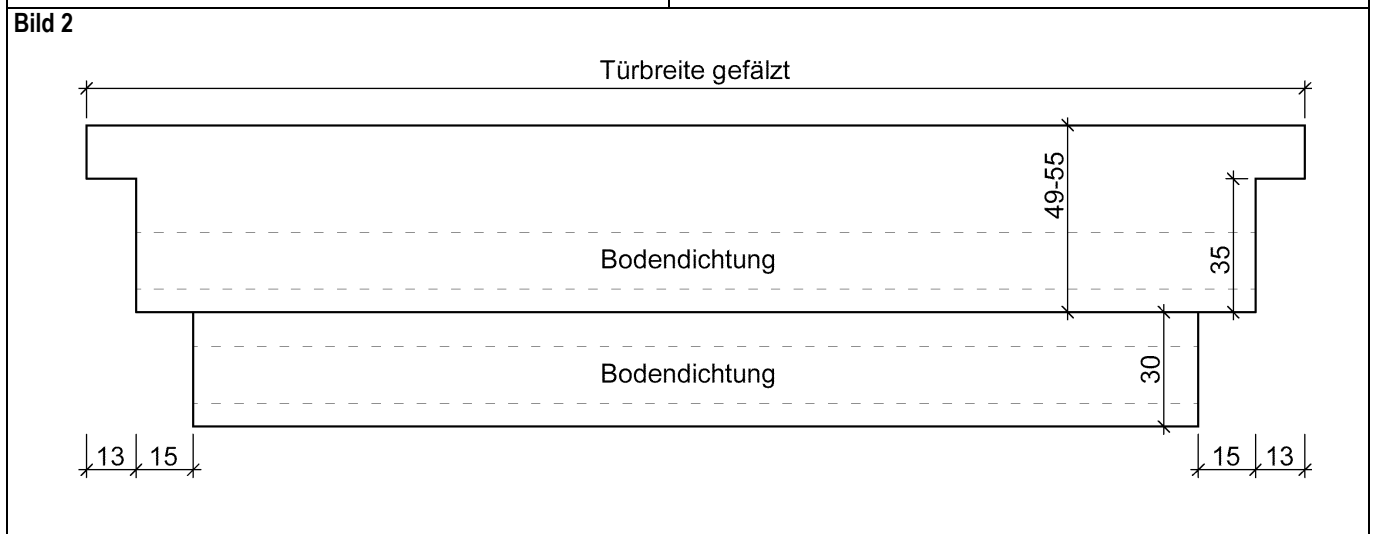 Bild 2
Türbreite gefälzt
49-55
35
Bodendichtung
30
Bodendichtung
13 15 15 13